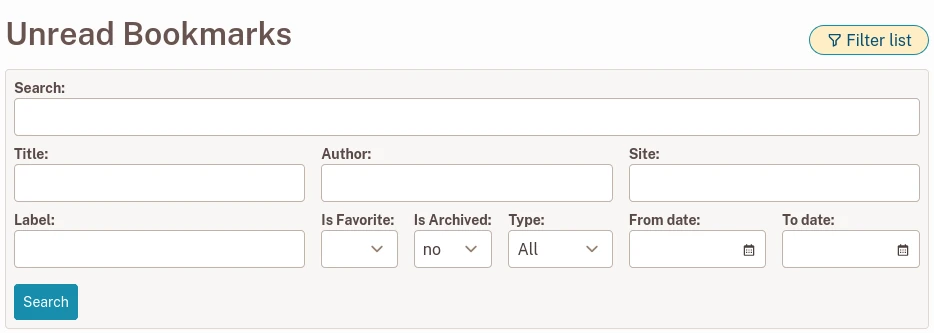 Unread Bookmarks
Filter list
Search:
Title: Author: Site:
Label: Is Favorite: Is Archived: Type: From date: To date:
no All
Search